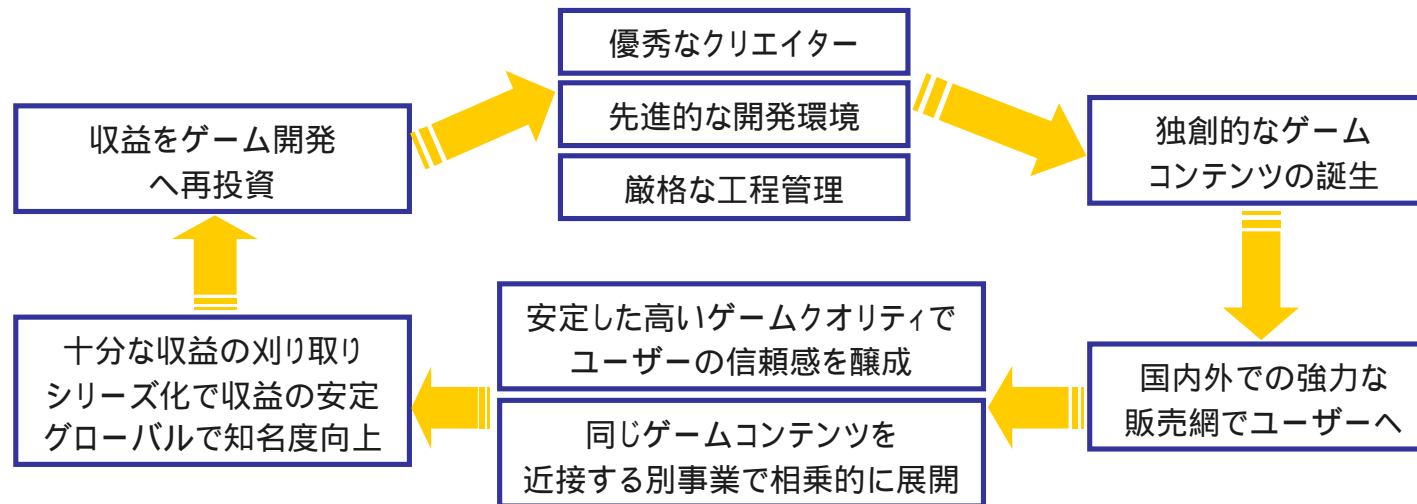 優秀なクリエイター
先進的な開発環境
厳格な工程管理
独創的なゲーム
コンテンツの誕生
国内外での強力な
販売網でユーザーへ
安定した高いゲームクオリティで
ユーザーの信頼感を醸成
同じゲームコンテンツを
近接する別事業で相乗的に展開
十分な収益の刈り取り
シリーズ化で収益の安定
グローバルで知名度向上
収益をゲーム開発
へ再投資